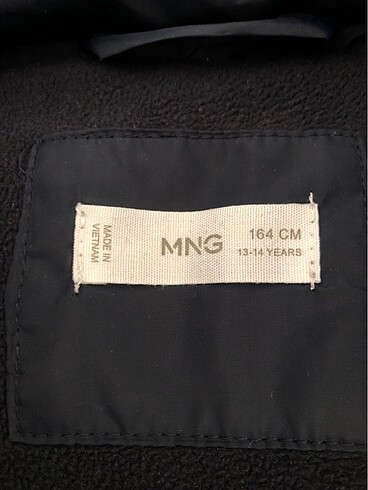 MADE IN
VIETNAM
MNG
164 CM
13-14 YEARS